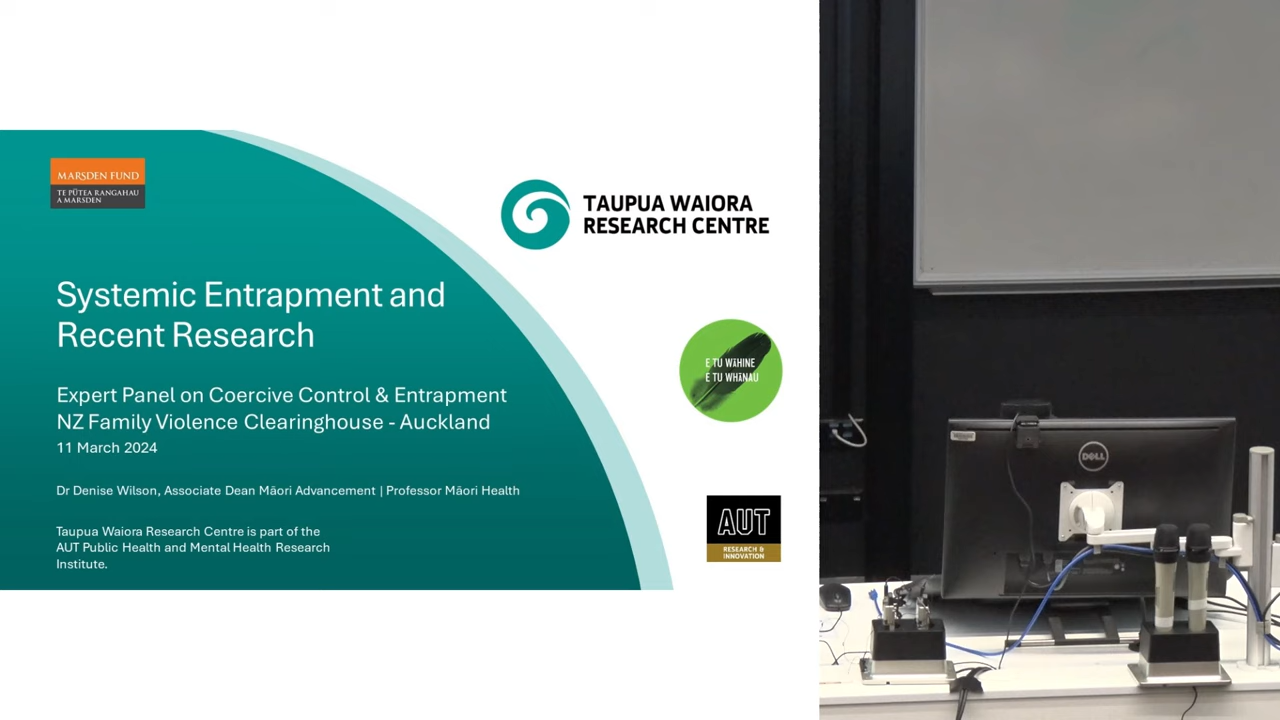 MARSDEN FUND
TE PŪTEA RANGAHAU
A MARSDEN
TAUPUA WAIORA
RESEARCH CENTRE
Systemic Entrapment and
Recent Research
E TU WĀHINE
E TU WHĀNAU
Expert Panel on Coercive Control & Entrapment
NZ Family Violence Clearinghouse - Auckland
11 March 2024
Dr Denise Wilson, Associate Dean Māori Advancement | Professor Māori Health
Taupua Waiora Research Centre is part of the
AUT Public Health and Mental Health Research
Institute.
AUT
RESEARCH &
INNOVATION
DELL